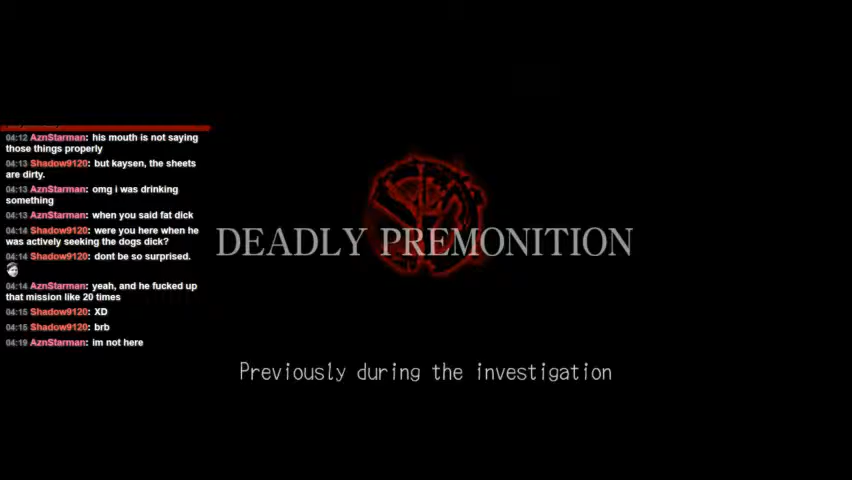 04:12 AznStarman: his mouth is not saying
those things properly
04:13 Shadow9120: but kaysen, the sheets
are dirty.
04:13 AznStarman: omg i was drinking
something
04:13 AznStarman: when you said fat dick
04:14 Shadow9120: were you here when he
was actively seeking the dogs dick?
04:14 Shadow9120: dont be so surprised.
04:14 AznStarman: yeah, and he fucked up
that mission like 20 times
04:15 Shadow9120: XD
04:15 Shadow9120: brb
04:19 AznStarman: im not here
DEADLY PREMONITION
Previously during the investigation